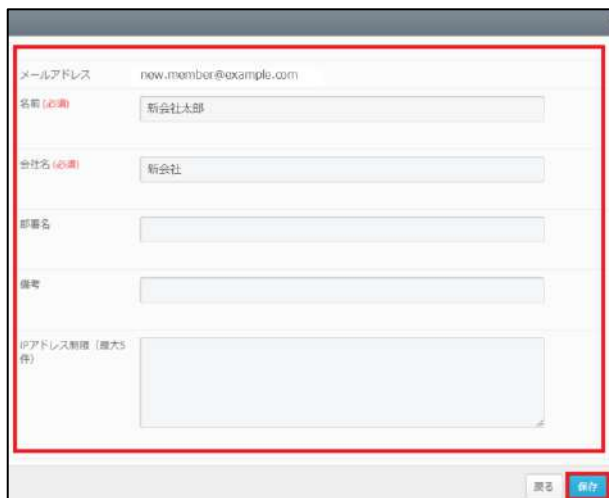 メールアドレス
new.member@example.com
名前 (必須)
新会社太郎
会社名 (必須)
新会社
部署名
備考
IPアドレス制限（最大5
件）
戻る
保存